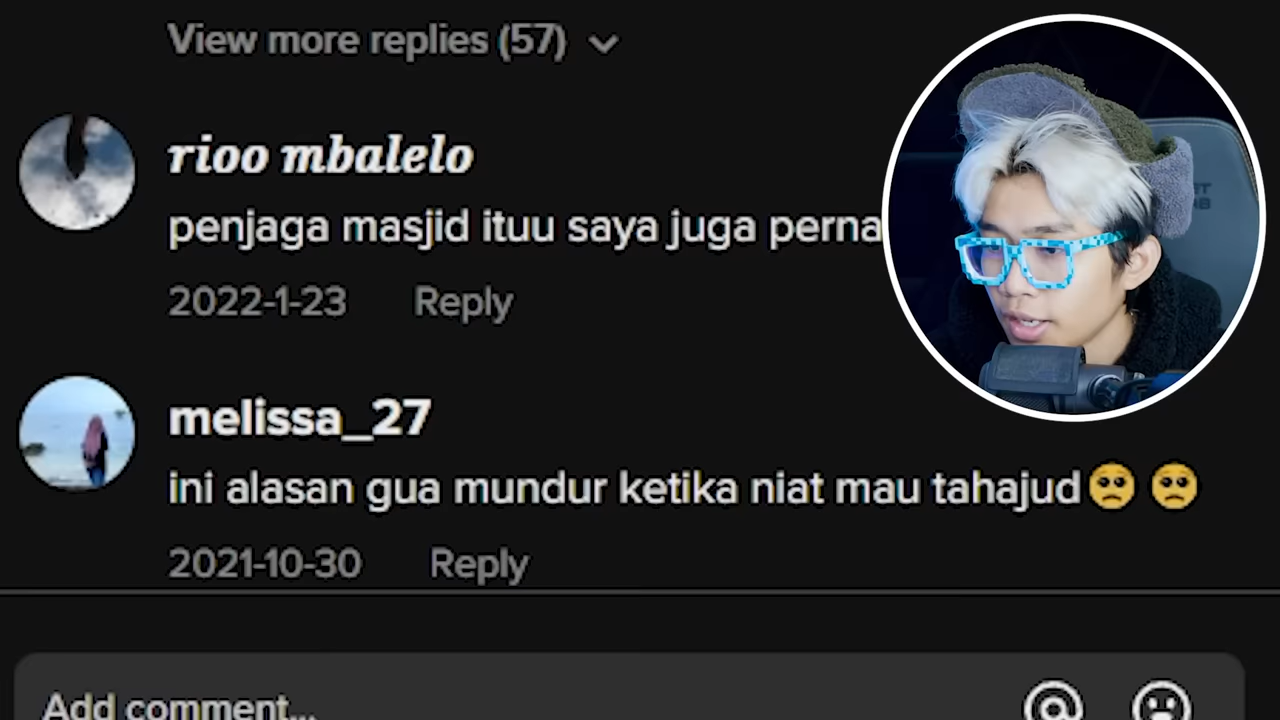 View more replies (57)
rioo mbalelo
penjaga masjid ituu saya juga perna
2022-1-23 Reply
melissa_27
ini alasan gua mundur ketika niat mau tahajud🥺 🥺
2021-10-30 Reply
Add comment...